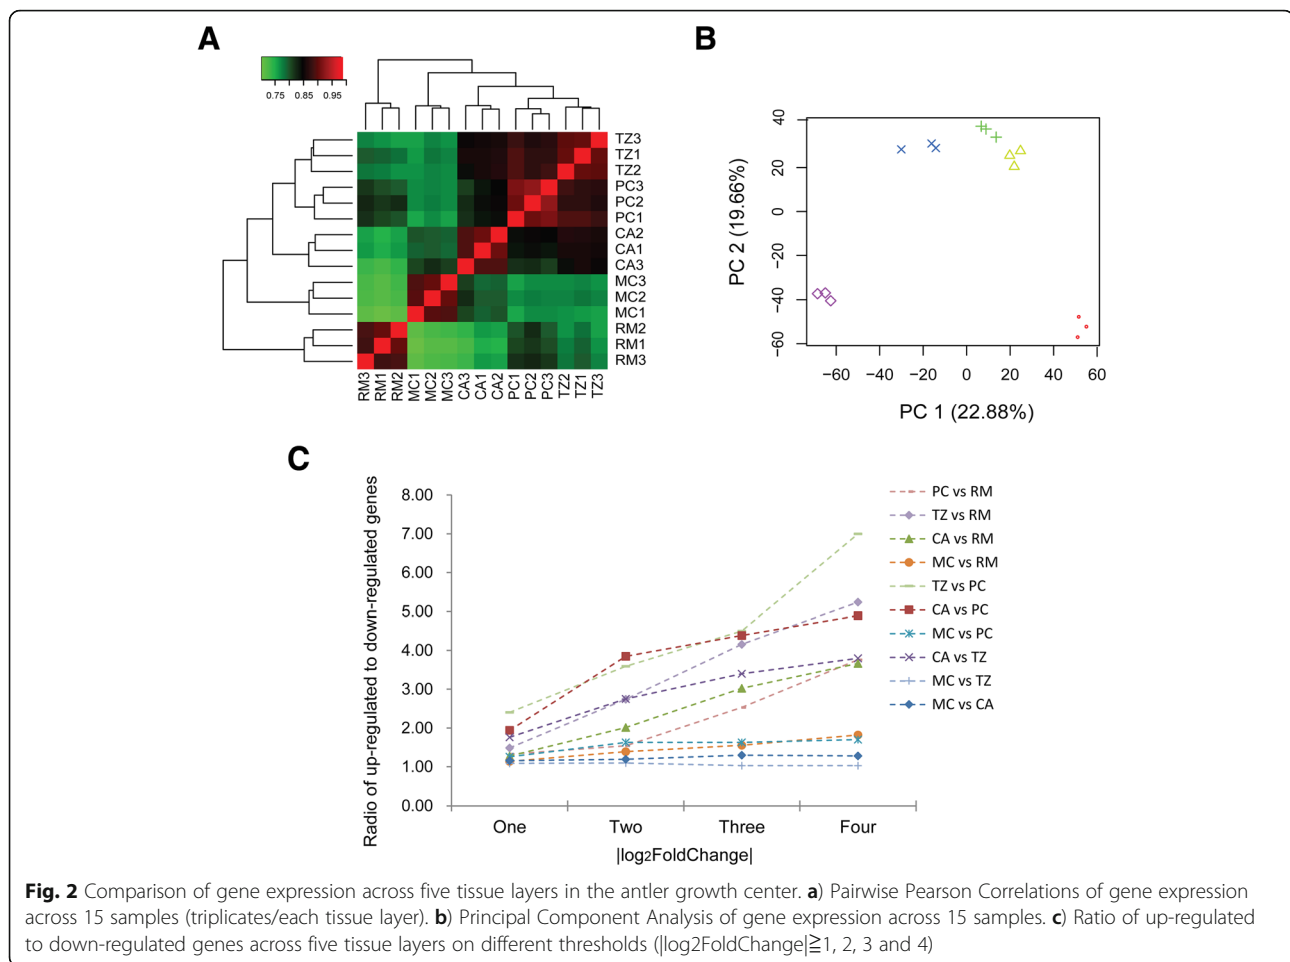 A
B
0.75 0.85 0.95
TZ3
TZ1
TZ2
PC3
PC2
PC1
CA2
CA1
CA3
MC3
MC2
MC1
RM2
RM1
RM3
RM3 RM1 RM2 MC1 MC2 MC3 CA3 CA1 CA2 PC1 PC2 PC3 TZ2 TZ1 TZ3
PC 2 (19.66%)
40
20
0
−20
−40
−60
−60 −40 −20 0 20 40 60
PC 1 (22.88%)
C
Radio of up-regulated to down-regulated genes
8.00
7.00
6.00
5.00
4.00
3.00
2.00
1.00
0.00
One Two Three Four
|log2FoldChange|
PC vs RM
TZ vs RM
CA vs RM
MC vs RM
TZ vs PC
CA vs PC
MC vs PC
CA vs TZ
MC vs TZ
MC vs CA
Fig. 2 Comparison of gene expression across five tissue layers in the antler growth center. a) Pairwise Pearson Correlations of gene expression
across 15 samples (triplicates/each tissue layer). b) Principal Component Analysis of gene expression across 15 samples. c) Ratio of up-regulated
to down-regulated genes across five tissue layers on different thresholds (|log2FoldChange|≧1, 2, 3 and 4)